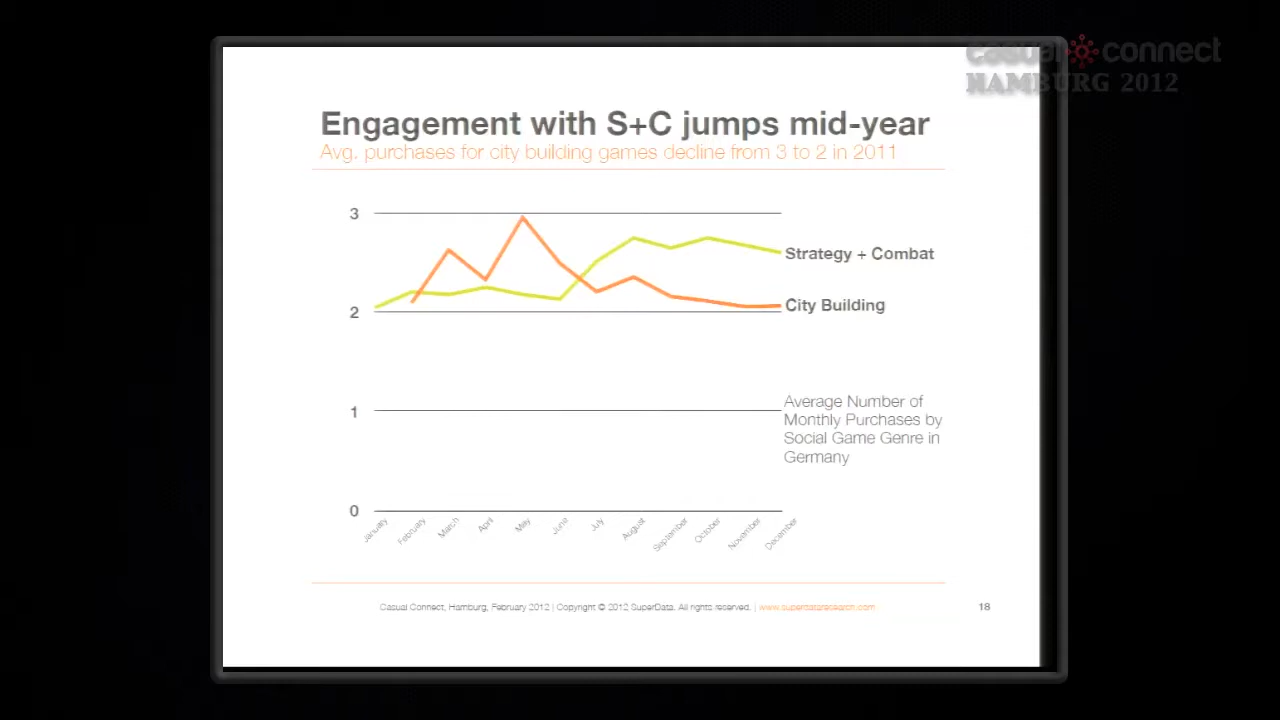 casual connect
HAMBURG 2012
Engagement with S+C jumps mid-year
Avg. purchases for city building games decline from 3 to 2 in 2011
3
Strategy + Combat
City Building
2
1
Average Number of
Monthly Purchases by
Social Game Genre in
Germany
0
January
February
March
April
May
June
July
August
September
October
November
December
Casual Connect, Hamburg, February 2012 | Copyright © 2012 SuperData. All rights reserved. | www.superdataresearch.com
18